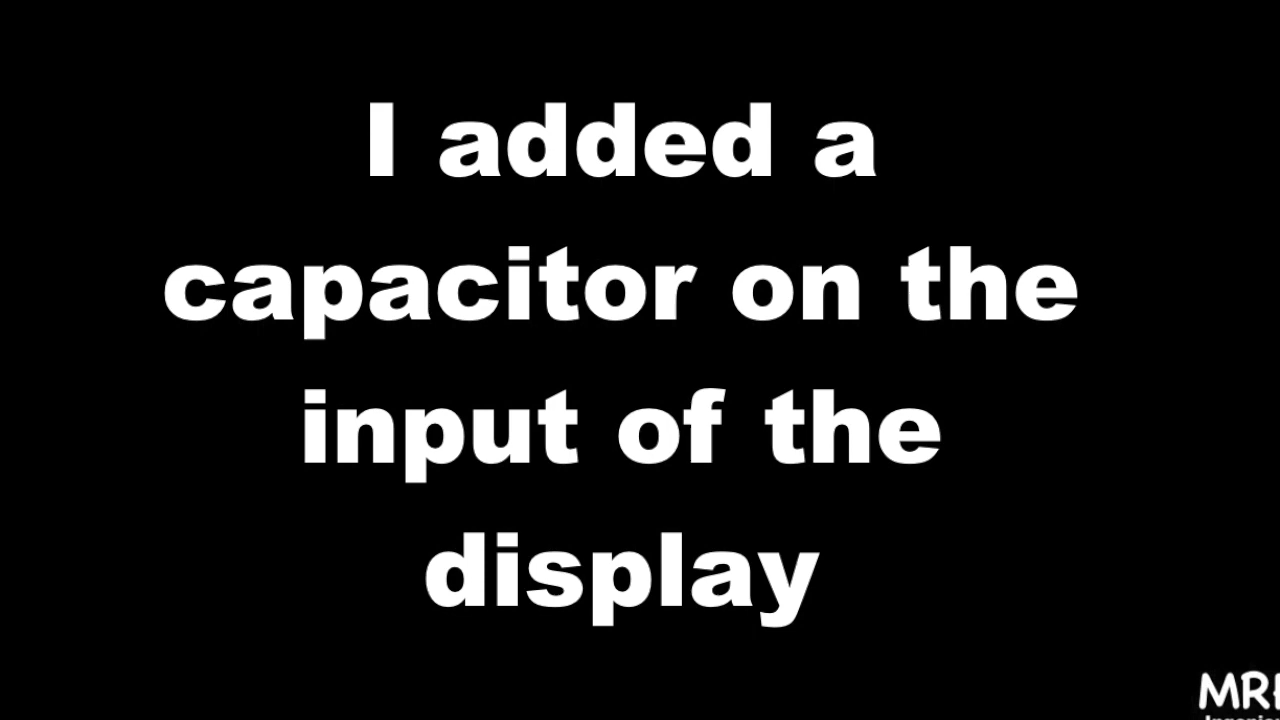 I added a
capacitor on the
input of the
display